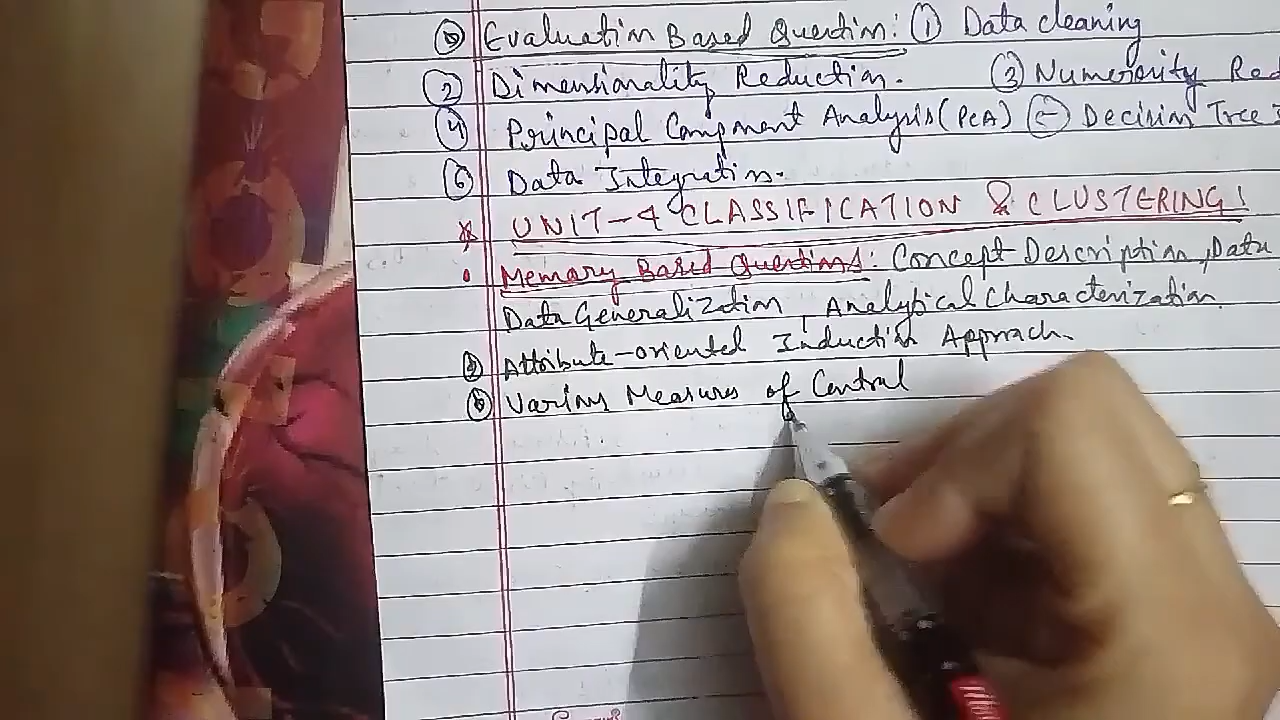 Evaluation Based Question: ① Data cleaning
② Dimensionality Reduction. ③ Numerosity Red
④ Principal Component Analysis (PCA) Decision Tree
⑥ Data Integration.
* UNIT-4 CLASSIFICATION & CLUSTERING!
• Memory Based Questions: Concept Description, Data
Data Generalization, Analytical Characterization.
② Attribute-oriented Induction Approach.
Various Measures of Central